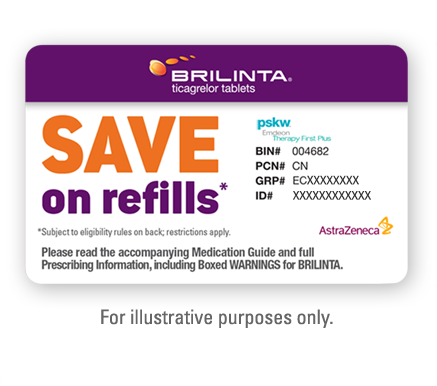 BRILINTA®
ticagrelor tablets
SAVE
on refills*
*Subject to eligibility rules on back; restrictions apply.
pskw
Emdeon
Therapy First Plus
BIN# 004682
PCN# CN
GRP# ECXXXXXXXX
ID# XXXXXXXXXXXX
AstraZeneca
Please read the accompanying Medication Guide and full
Prescribing Information, including Boxed WARNINGS for BRILINTA.
For illustrative purposes only.